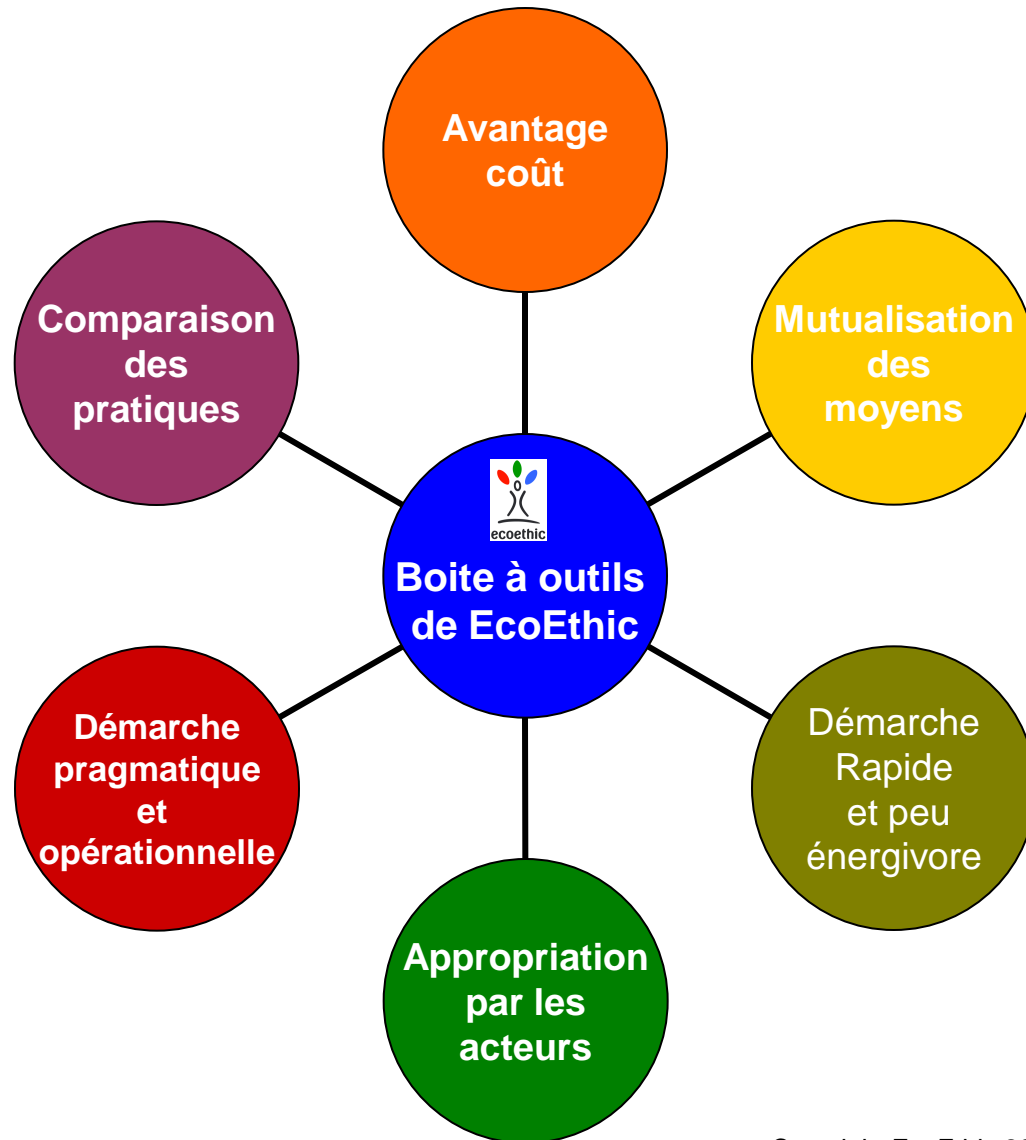 Avantage
coût
Comparaison
des
pratiques
Mutualisation
des
moyens
ecoethic
Boite à outils
de EcoEthic
Démarche
pragmatique
et
opérationnelle
Démarche
Rapide
et peu
énergivore
Appropriation
par les
acteurs